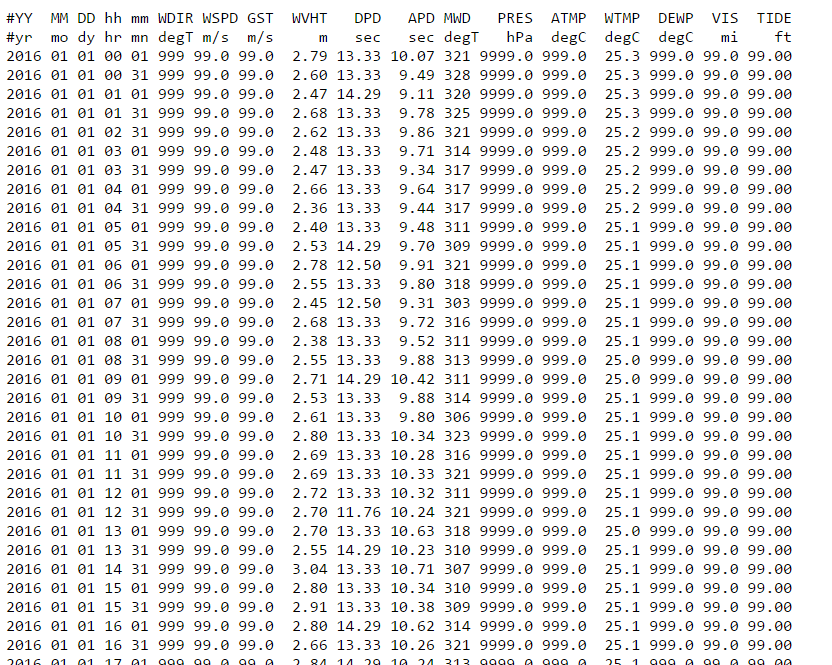 #YY  MM DD hh mm WDIR WSPD GST  WVHT   DPD   APD MWD   PRES  ATMP  WTMP  DEWP  VIS  TIDE
#yr  mo dy hr mn degT m/s  m/s     m   sec   sec degT   hPa  degC  degC  degC   mi    ft
2016 01 01 00 01 999 99.0 99.0  2.79 13.33 10.07 321 9999.0 999.0  25.3 999.0 99.0 99.00
2016 01 01 00 31 999 99.0 99.0  2.60 13.33  9.49 328 9999.0 999.0  25.3 999.0 99.0 99.00
2016 01 01 01 01 999 99.0 99.0  2.47 14.29  9.11 320 9999.0 999.0  25.3 999.0 99.0 99.00
2016 01 01 01 31 999 99.0 99.0  2.68 13.33  9.78 325 9999.0 999.0  25.3 999.0 99.0 99.00
2016 01 01 02 31 999 99.0 99.0  2.62 13.33  9.86 321 9999.0 999.0  25.2 999.0 99.0 99.00
2016 01 01 03 01 999 99.0 99.0  2.48 13.33  9.71 314 9999.0 999.0  25.2 999.0 99.0 99.00
2016 01 01 03 31 999 99.0 99.0  2.47 13.33  9.34 317 9999.0 999.0  25.2 999.0 99.0 99.00
2016 01 01 04 01 999 99.0 99.0  2.66 13.33  9.64 317 9999.0 999.0  25.2 999.0 99.0 99.00
2016 01 01 04 31 999 99.0 99.0  2.36 13.33  9.44 317 9999.0 999.0  25.2 999.0 99.0 99.00
2016 01 01 05 01 999 99.0 99.0  2.40 13.33  9.48 311 9999.0 999.0  25.1 999.0 99.0 99.00
2016 01 01 05 31 999 99.0 99.0  2.53 14.29  9.70 309 9999.0 999.0  25.1 999.0 99.0 99.00
2016 01 01 06 01 999 99.0 99.0  2.78 12.50  9.91 321 9999.0 999.0  25.1 999.0 99.0 99.00
2016 01 01 06 31 999 99.0 99.0  2.55 13.33  9.80 318 9999.0 999.0  25.1 999.0 99.0 99.00
2016 01 01 07 01 999 99.0 99.0  2.45 12.50  9.31 303 9999.0 999.0  25.1 999.0 99.0 99.00
2016 01 01 07 31 999 99.0 99.0  2.68 13.33  9.72 316 9999.0 999.0  25.1 999.0 99.0 99.00
2016 01 01 08 01 999 99.0 99.0  2.38 13.33  9.52 311 9999.0 999.0  25.1 999.0 99.0 99.00
2016 01 01 08 31 999 99.0 99.0  2.55 13.33  9.88 313 9999.0 999.0  25.0 999.0 99.0 99.00
2016 01 01 09 01 999 99.0 99.0  2.71 14.29 10.42 311 9999.0 999.0  25.0 999.0 99.0 99.00
2016 01 01 09 31 999 99.0 99.0  2.53 13.33  9.88 314 9999.0 999.0  25.1 999.0 99.0 99.00
2016 01 01 10 01 999 99.0 99.0  2.61 13.33  9.80 306 9999.0 999.0  25.1 999.0 99.0 99.00
2016 01 01 10 31 999 99.0 99.0  2.80 13.33 10.34 323 9999.0 999.0  25.1 999.0 99.0 99.00
2016 01 01 11 01 999 99.0 99.0  2.69 13.33 10.28 316 9999.0 999.0  25.1 999.0 99.0 99.00
2016 01 01 11 31 999 99.0 99.0  2.69 13.33 10.33 321 9999.0 999.0  25.1 999.0 99.0 99.00
2016 01 01 12 01 999 99.0 99.0  2.72 13.33 10.32 311 9999.0 999.0  25.1 999.0 99.0 99.00
2016 01 01 12 31 999 99.0 99.0  2.70 11.76 10.24 321 9999.0 999.0  25.1 999.0 99.0 99.00
2016 01 01 13 01 999 99.0 99.0  2.70 13.33 10.63 318 9999.0 999.0  25.0 999.0 99.0 99.00
2016 01 01 13 31 999 99.0 99.0  2.55 14.29 10.23 310 9999.0 999.0  25.1 999.0 99.0 99.00
2016 01 01 14 31 999 99.0 99.0  3.04 13.33 10.71 307 9999.0 999.0  25.1 999.0 99.0 99.00
2016 01 01 15 01 999 99.0 99.0  2.80 13.33 10.34 310 9999.0 999.0  25.1 999.0 99.0 99.00
2016 01 01 15 31 999 99.0 99.0  2.91 13.33 10.38 309 9999.0 999.0  25.1 999.0 99.0 99.00
2016 01 01 16 01 999 99.0 99.0  2.80 14.29 10.62 314 9999.0 999.0  25.1 999.0 99.0 99.00
2016 01 01 16 31 999 99.0 99.0  2.66 13.33 10.26 321 9999.0 999.0  25.1 999.0 99.0 99.00
2016 01 01 17 01 999 99.0 99.0  2.84 14.29 10.24 313 9999.0 999.0  25.1 999.0 99.0 99.00